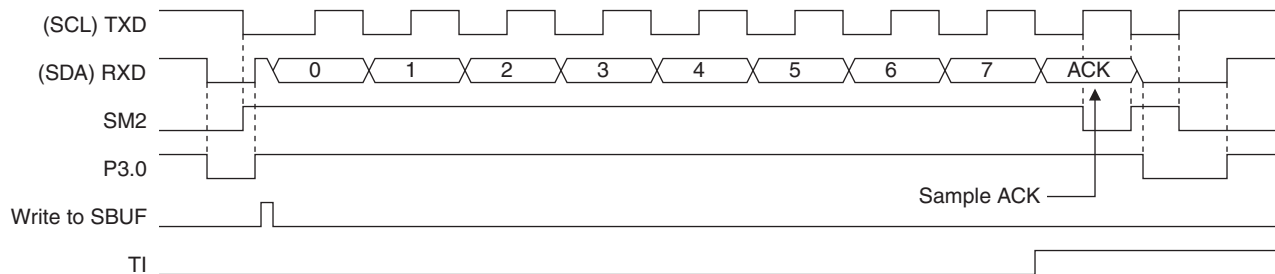 (SCL) TXD
(SDA) RXD
0 1 2 3 4 5 6 7 ACK
SM2
P3.0
Sample ACK
Write to SBUF
TI